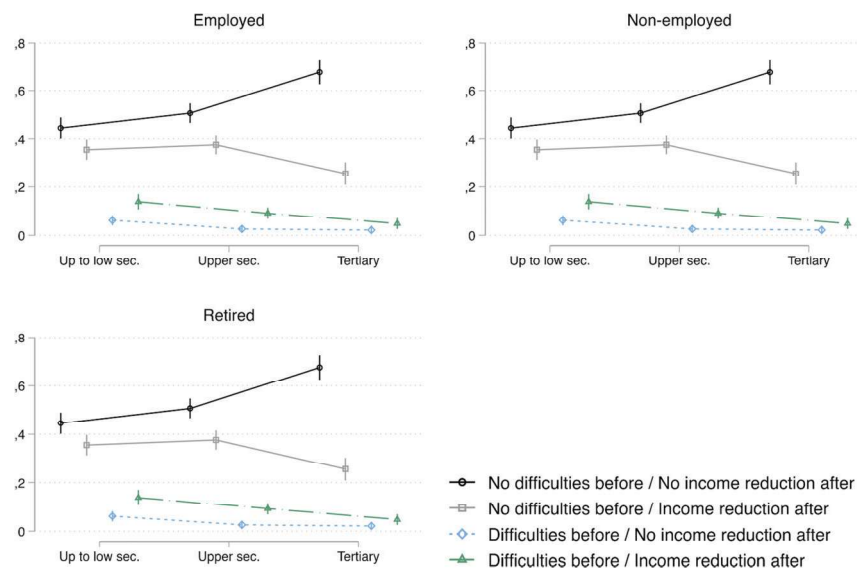 Employed
,8
,6
,4
,2
0
Up to low sec. Upper sec. Tertiary
Non-employed
,8
,6
,4
,2
0
Up to low sec. Upper sec. Tertiary
Retired
,8
,6
,4
,2
0
Up to low sec. Upper sec. Tertiary
No difficulties before / No income reduction after
No difficulties before / Income reduction after
Difficulties before / No income reduction after
Difficulties before / Income reduction after